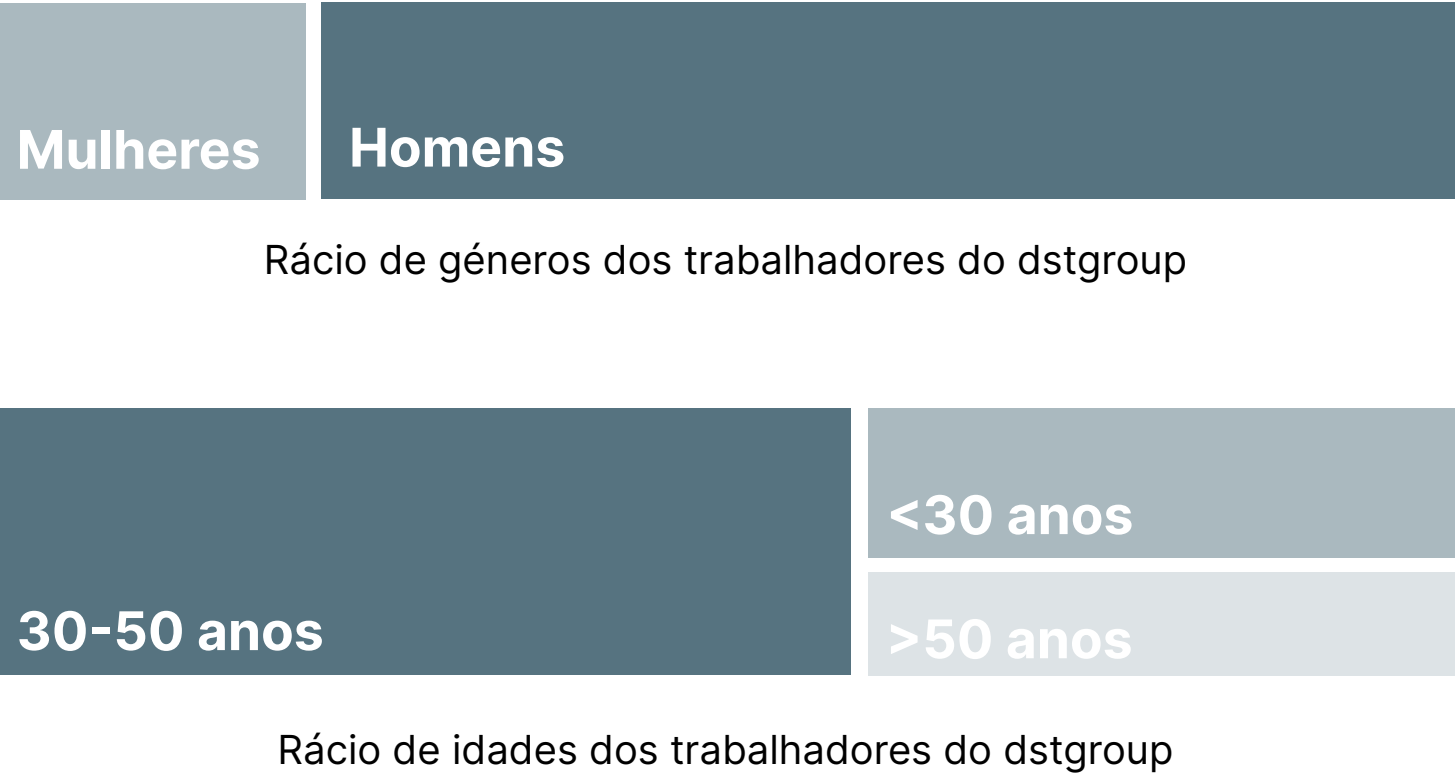 Mulheres
Homens
Rácio de géneros dos trabalhadores do dstgroup
30-50 anos
<30 anos
>50 anos
Rácio de idades dos trabalhadores do dstgroup